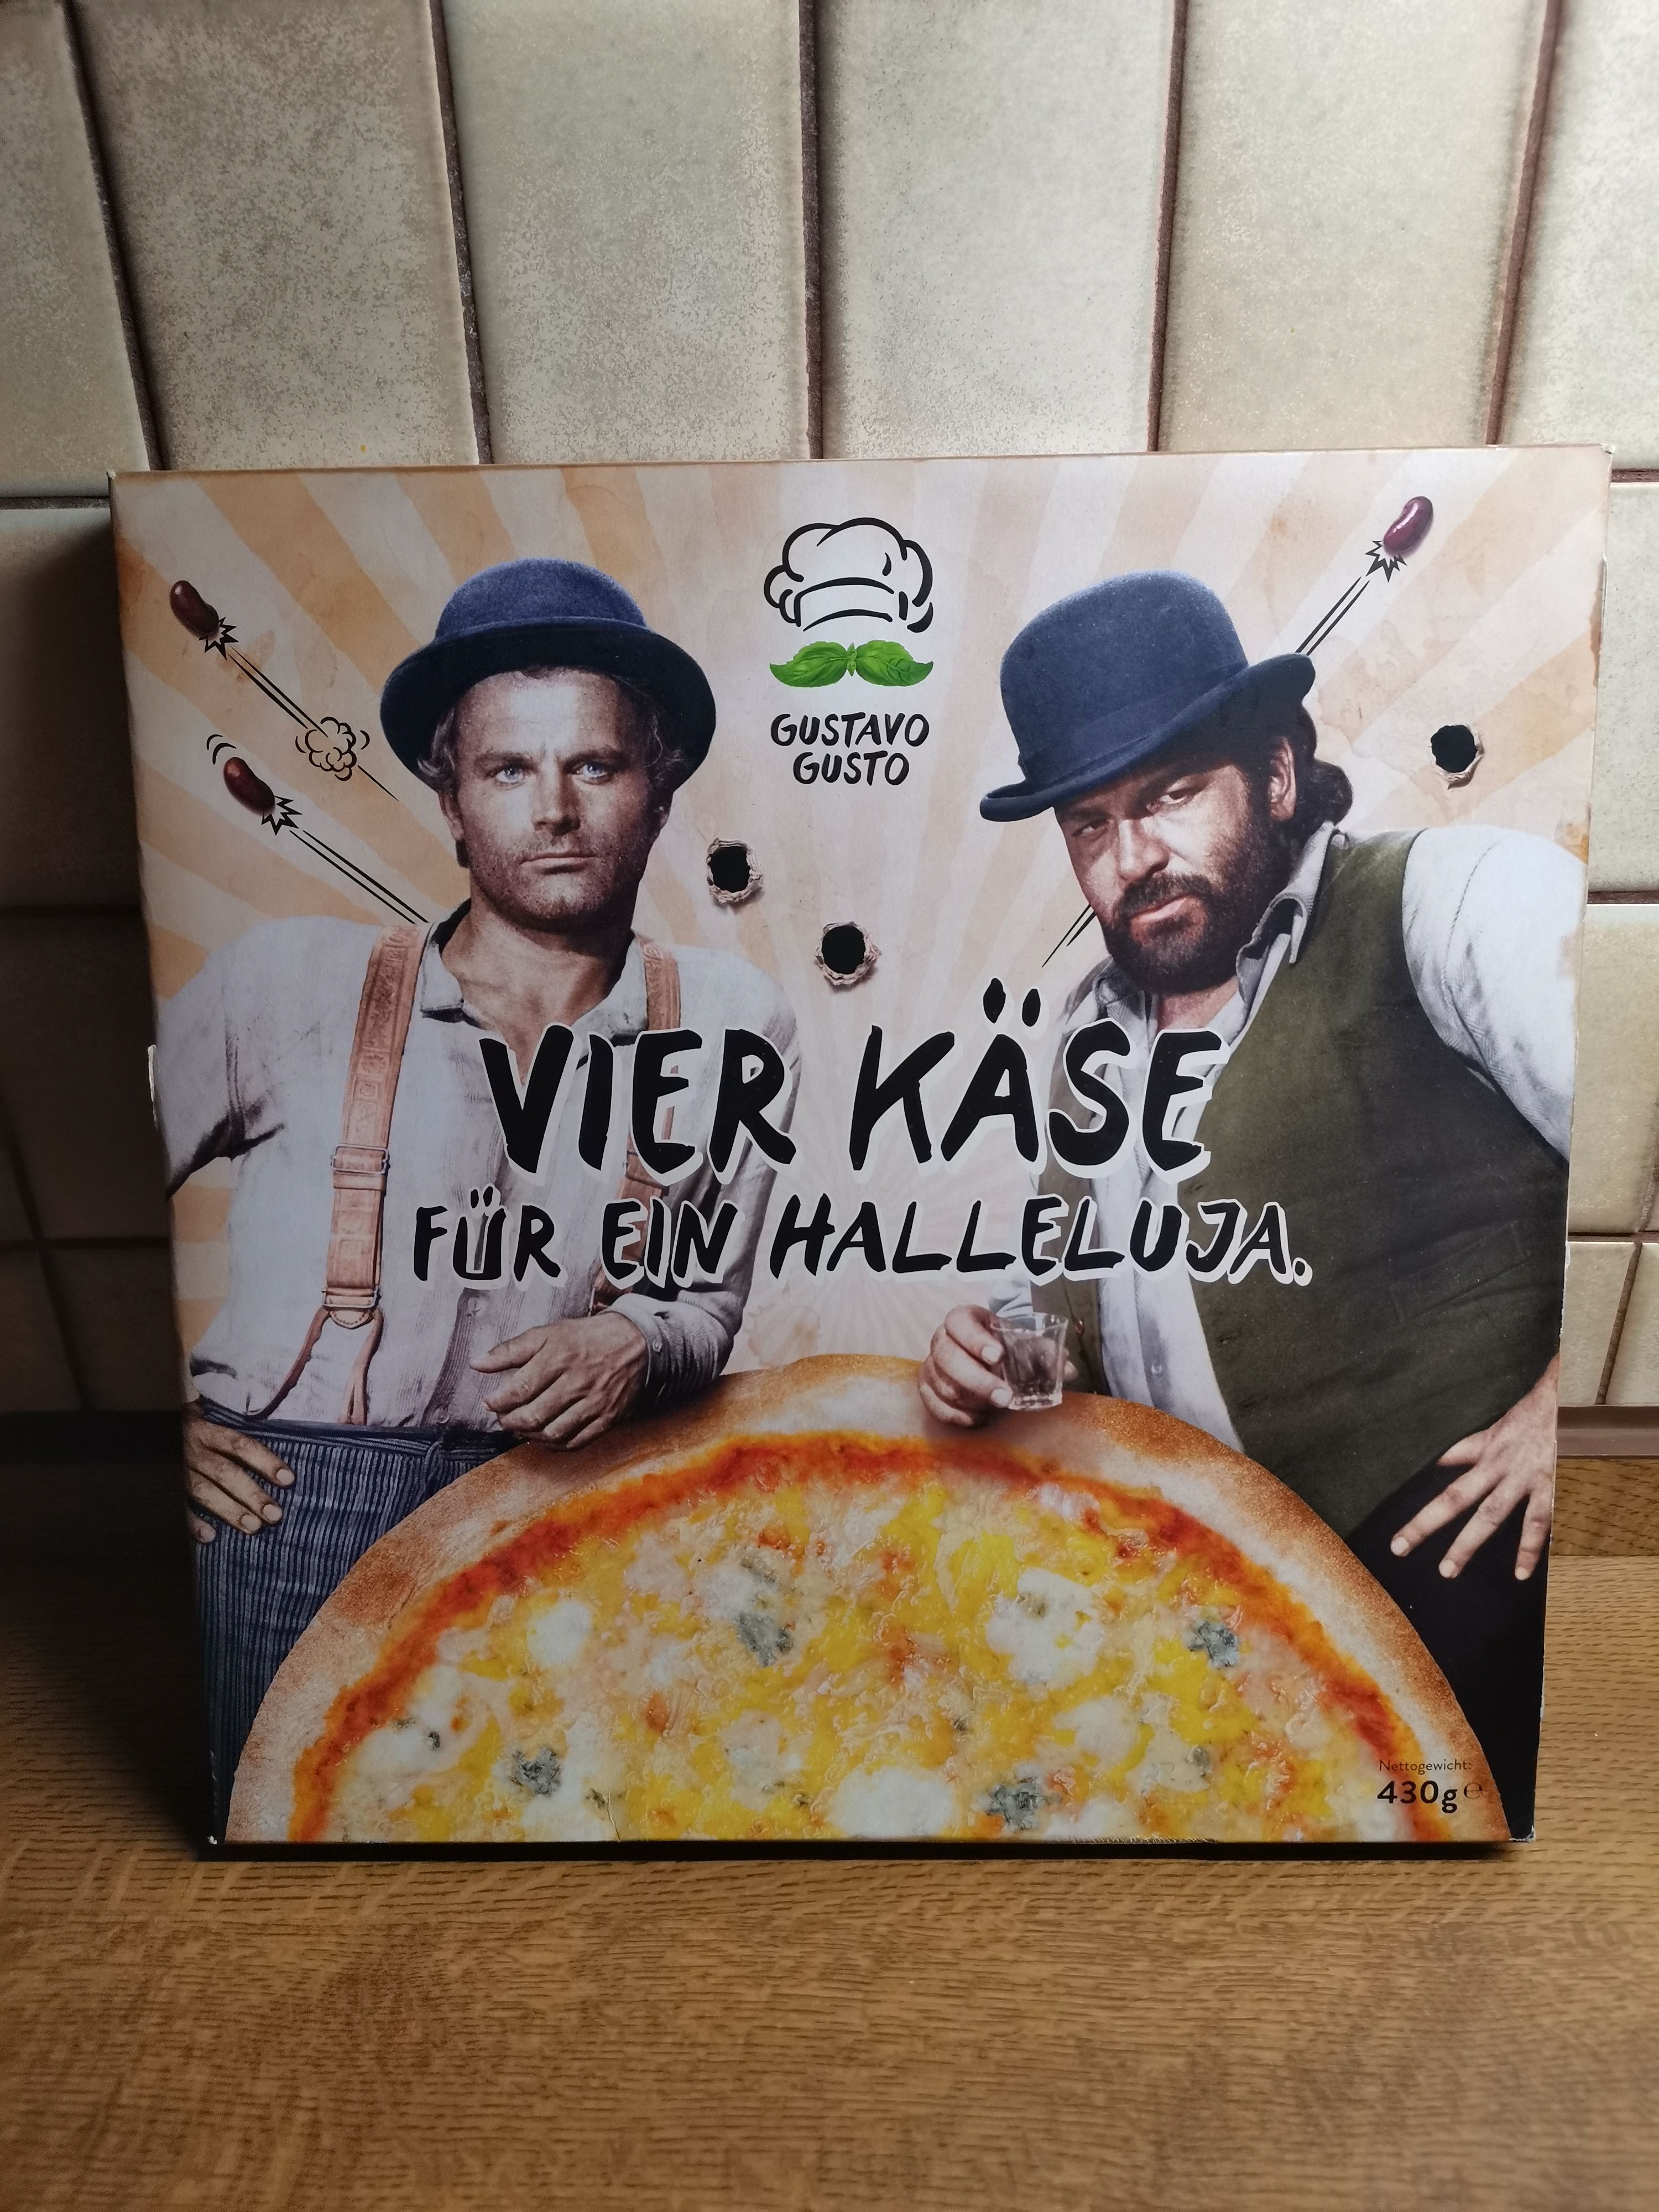 GUSTAVO
GUSTO
VIER KÄSE
FÜR EIN HALLELUJA.
Nettogewicht:
430g ℮